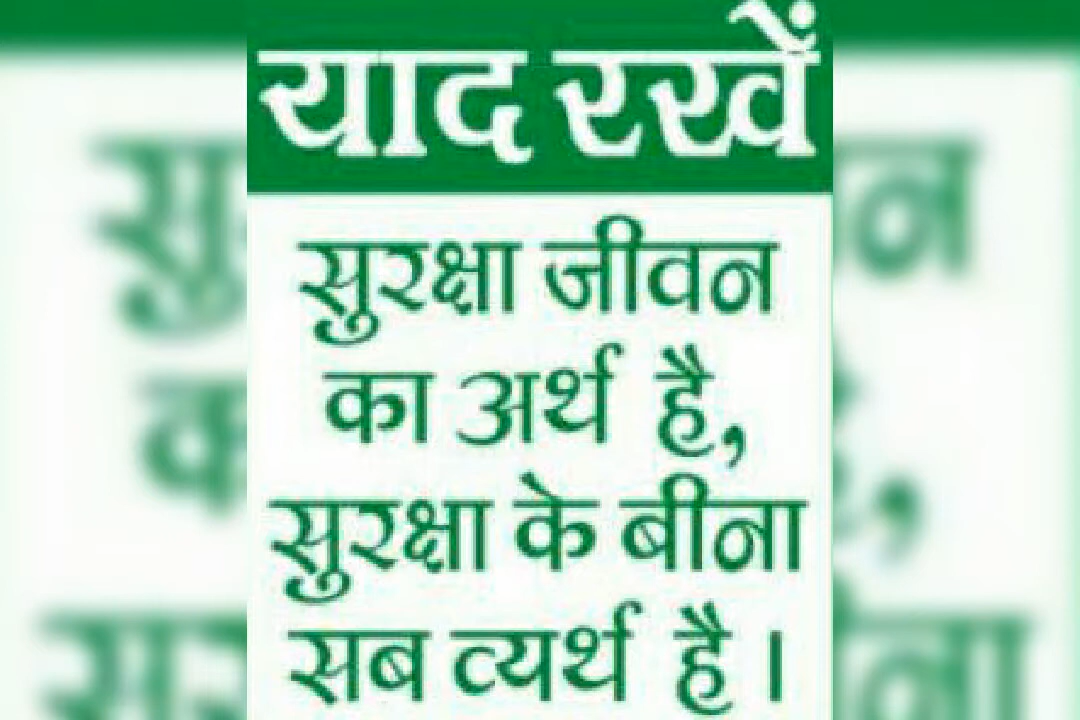 याद रखें
सुरक्षा जीवन
का अर्थ है,
सुरक्षा के बीना
सब व्यर्थ है।